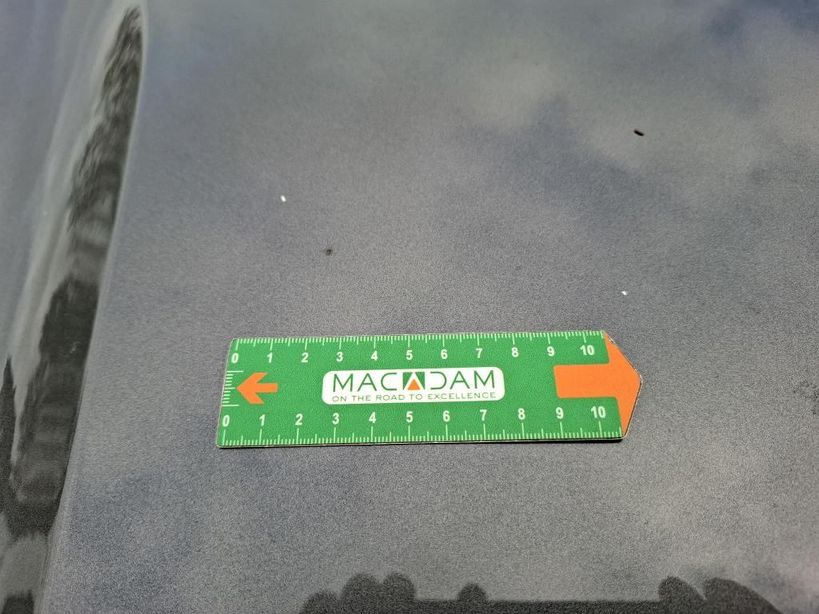 0 1 2 3 4 5 6 7 8 9 10
MACADAM
ON THE ROAD TO EXCELLENCE
0 1 2 3 4 5 6 7 8 9 10